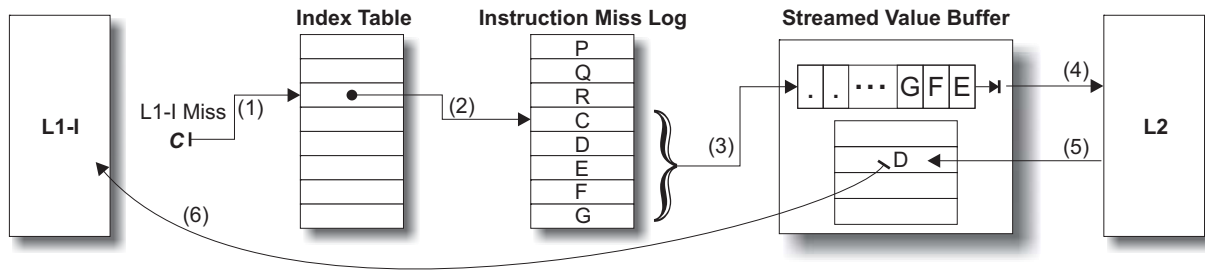 Index Table
Instruction Miss Log
Streamed Value Buffer
L1-I
L1-I Miss
C
(1)
(2)
P
Q
R
C
D
E
F
G
(3)
. . ... G F E
D
(4)
(5)
L2
(6)